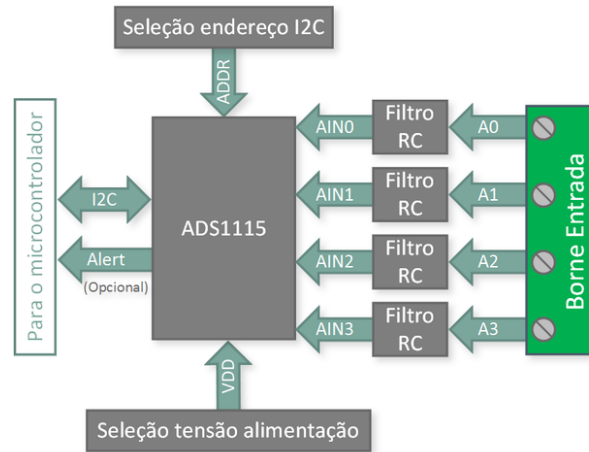 Seleção endereço I2C
ADDR
Para o microcontrolador
I2C
Alert
(Opcional)
ADS1115
AIN0
Filtro
RC
A0
AIN1
Filtro
RC
A1
AIN2
Filtro
RC
A2
AIN3
Filtro
RC
A3
Borne Entrada
VDD
Seleção tensão alimentação